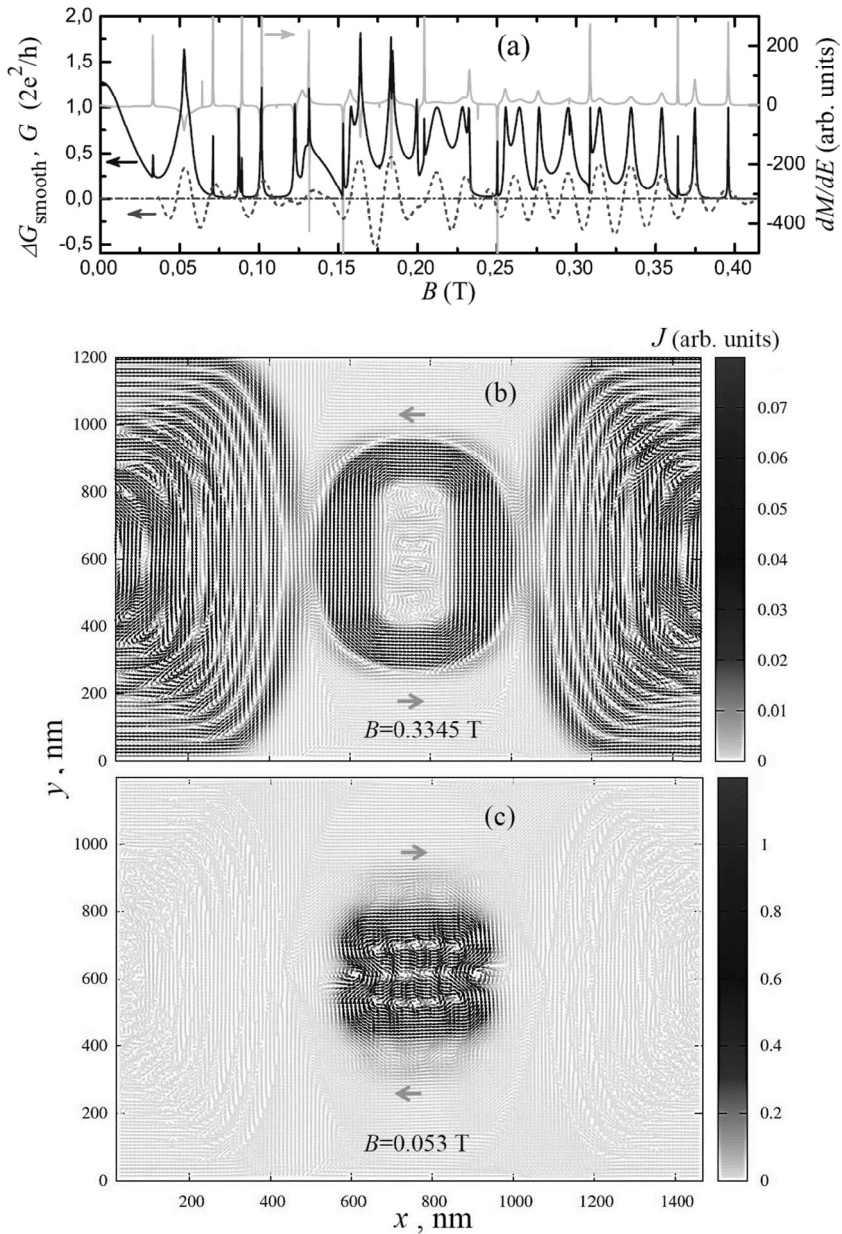 (a)
ΔG_smooth, G (2e²/h)
2,0
1,5
1,0
0,5
0,0
-0,5
200
0
-200
-400
dM/dE (arb. units)
0,00 0,05 0,10 0,15 0,20 0,25 0,30 0,35 0,40
B (T)
J (arb. units)
(b)
1200
1000
800
600
400
200
0
0.07
0.06
0.05
0.04
0.03
0.02
0.01
0
B=0.3345 T
y , nm
(c)
1000
800
600
400
200
0
1
0.8
0.6
0.4
0.2
0
B=0.053 T
200 400 600 800 1000 1200 1400
x , nm